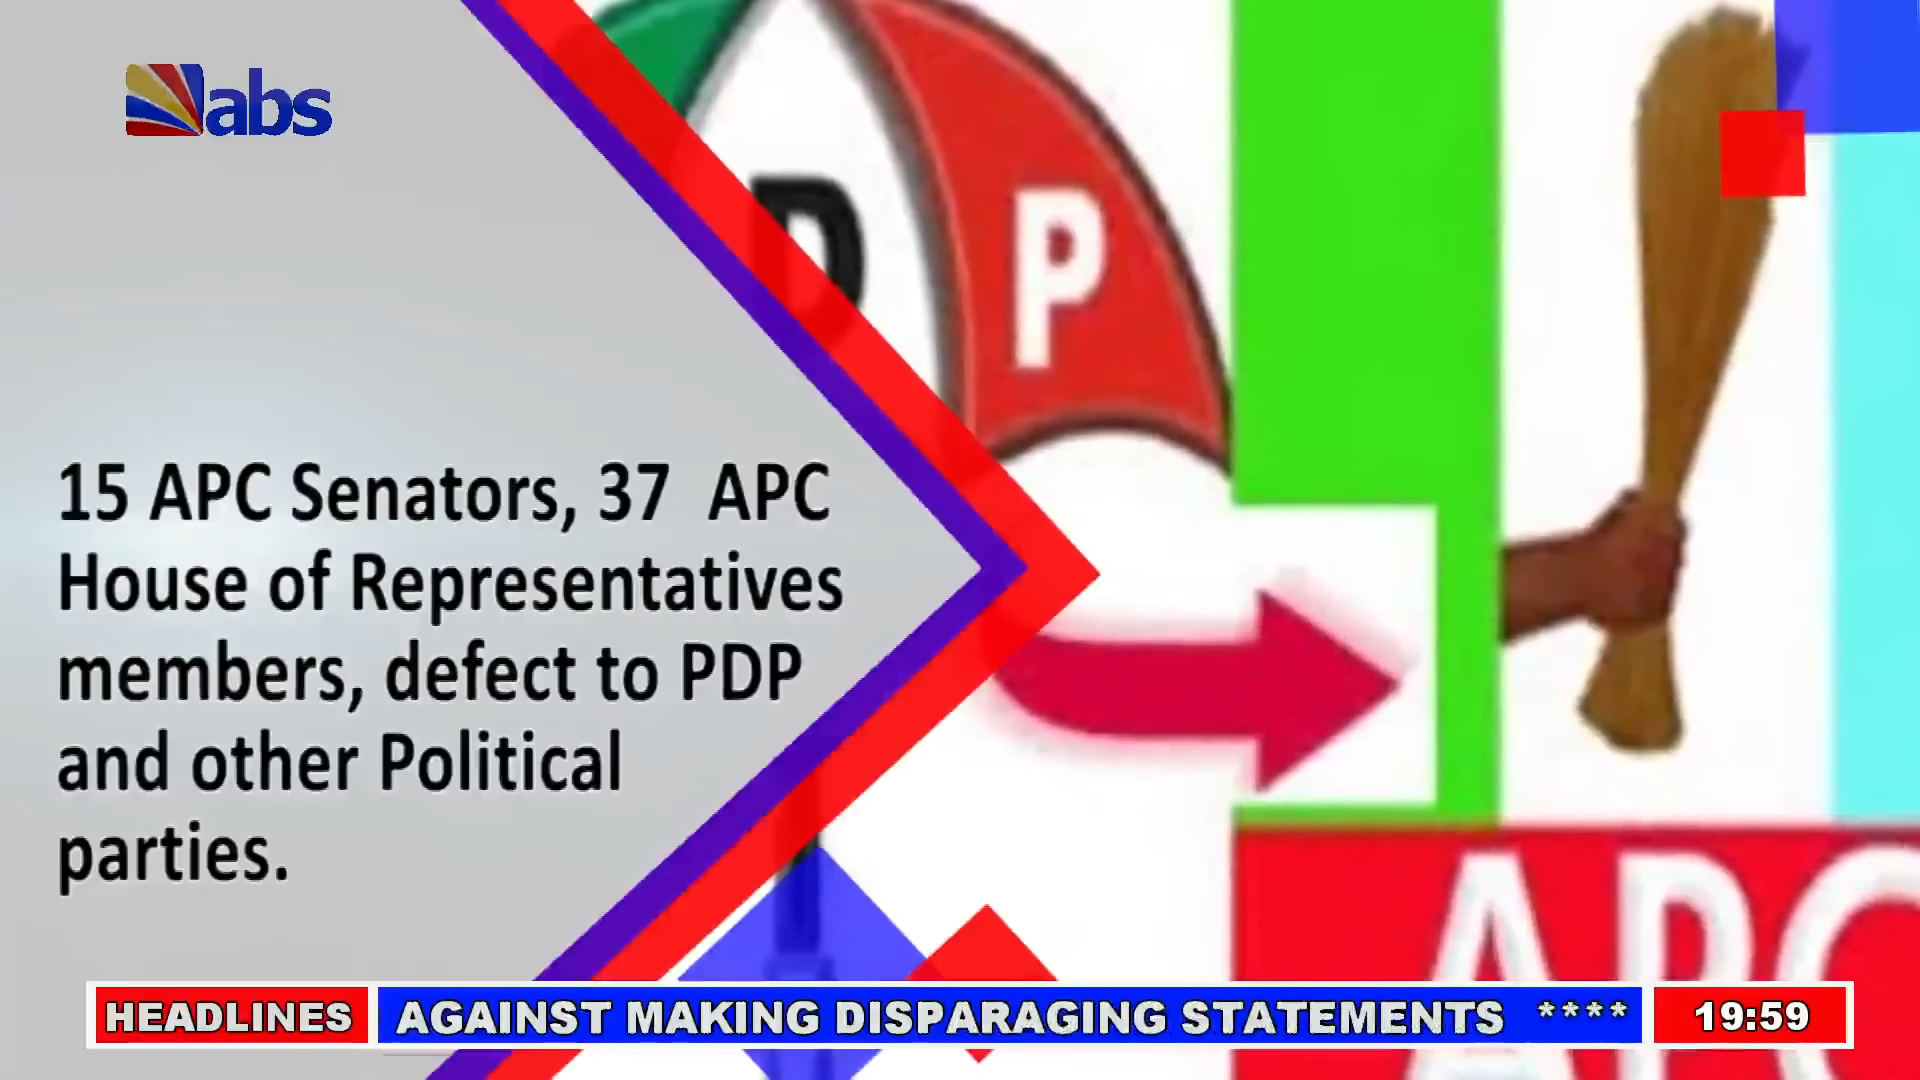 abs
P
P
15 APC Senators, 37 APC
House of Representatives
members, defect to PDP
and other Political
parties.
APC
HEADLINES
AGAINST MAKING DISPARAGING STATEMENTS ****
19:59